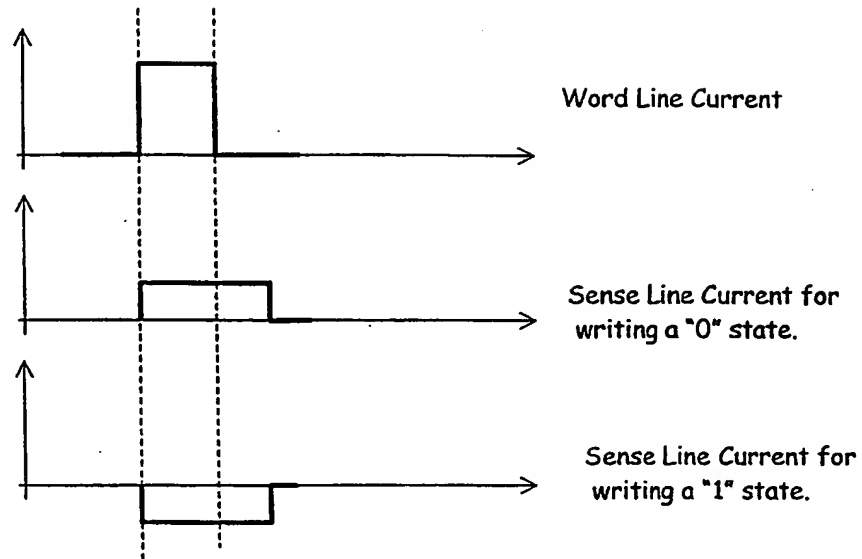 Word Line Current
Sense Line Current for
writing a "0" state.
Sense Line Current for
writing a "1" state.